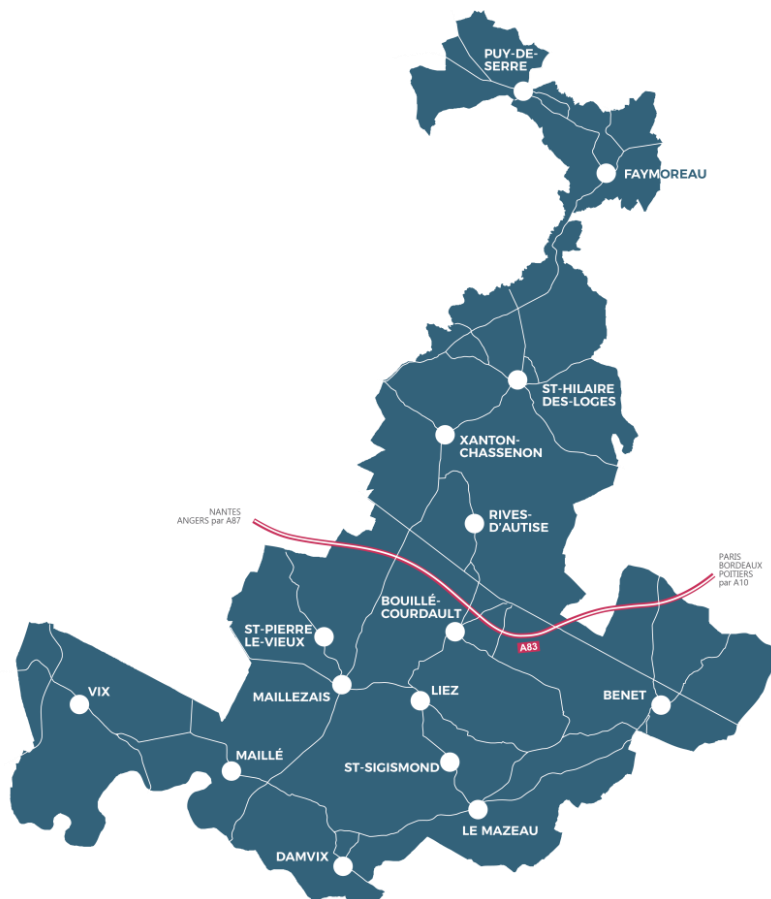 PUY-DE-
SERRE
FAYMOREAU
ST-HILAIRE
DES-LOGES
XANTON-
CHASSENON
NANTES
ANGERS par A87
RIVES-
D'AUTISE
PARIS
BORDEAUX
POITIERS
par A10
BOUILLÉ-
COURDAULT
ST-PIERRE
LE-VIEUX
A83
VIX
MAILLEZAIS
LIEZ
BENET
MAILLÉ
ST-SIGISMOND
LE MAZEAU
DAMVIX